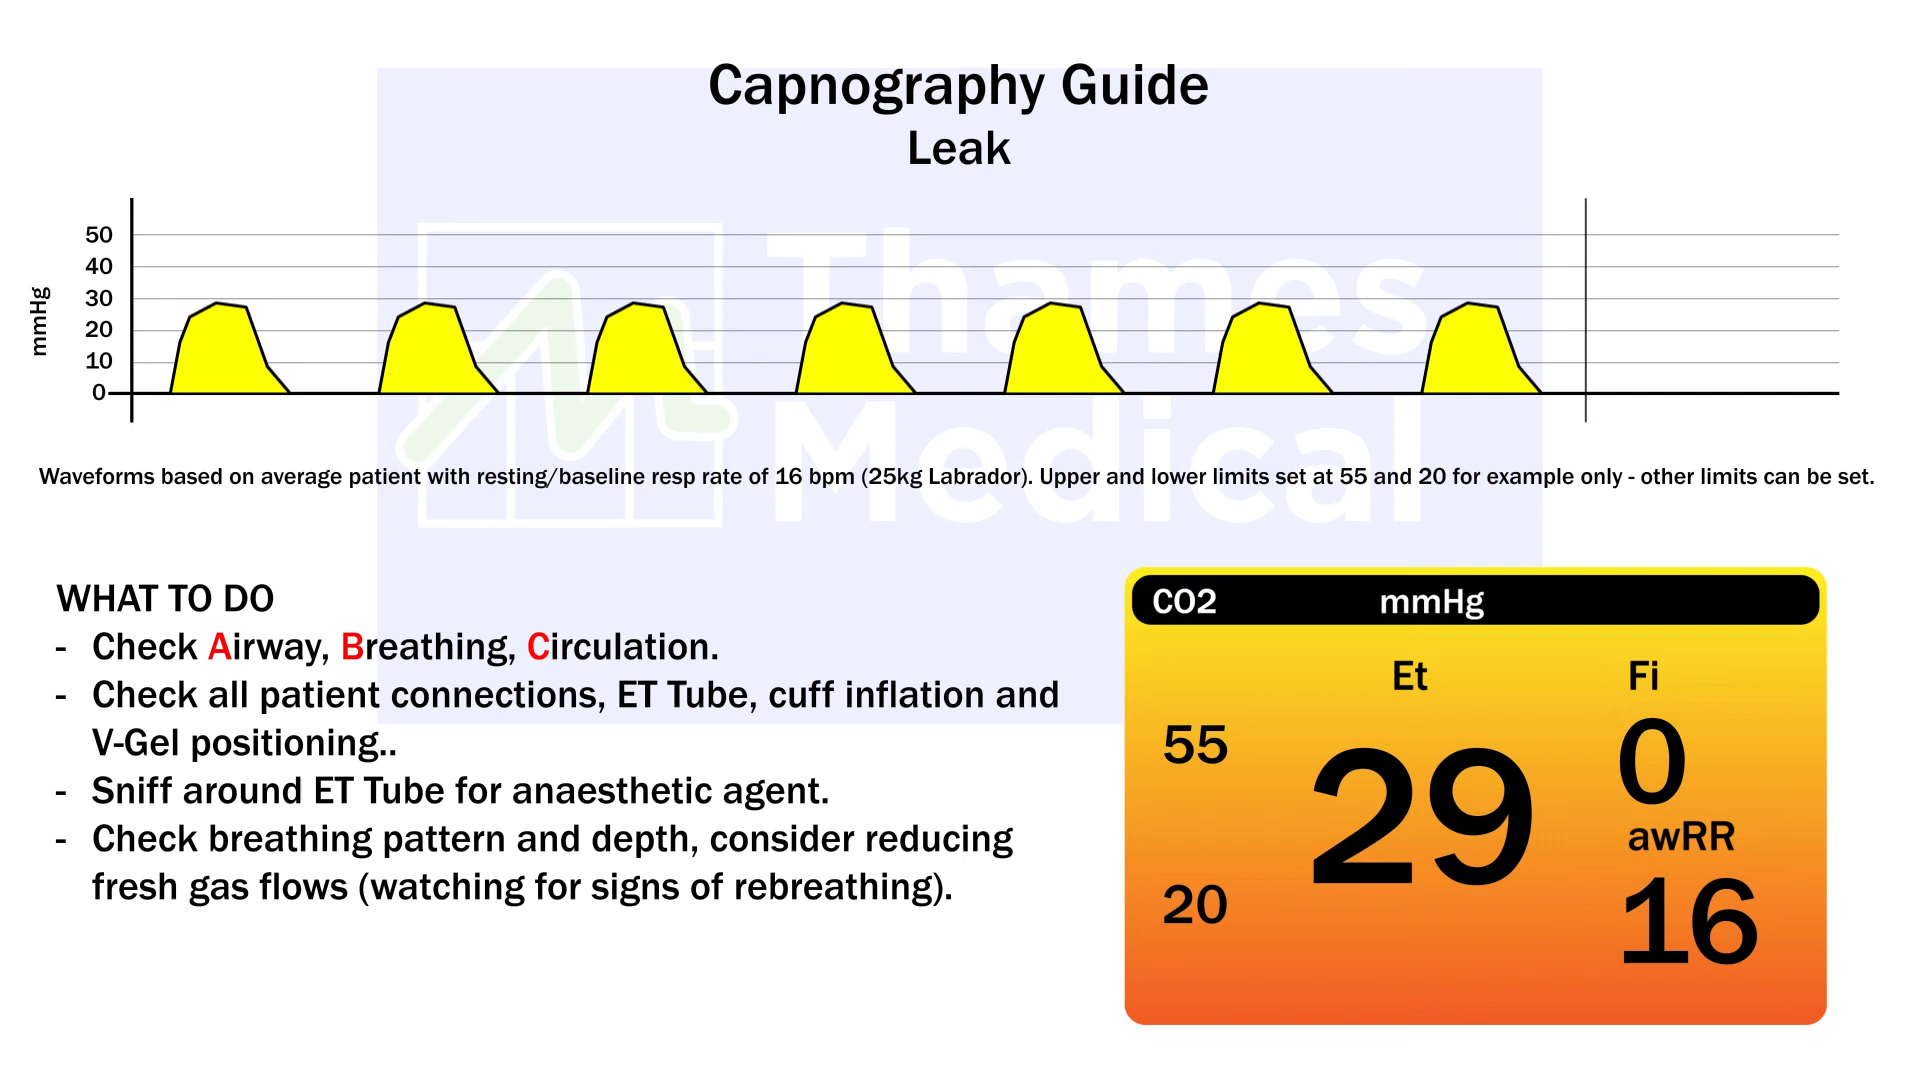 Capnography Guide
Leak
Thames
Medical
mmHg
50
40
30
20
10
0
Waveforms based on average patient with resting/baseline resp rate of 16 bpm (25kg Labrador). Upper and lower limits set at 55 and 20 for example only - other limits can be set.
WHAT TO DO
- Check Airway, Breathing, Circulation.
- Check all patient connections, ET Tube, cuff inflation and
V-Gel positioning..
- Sniff around ET Tube for anaesthetic agent.
- Check breathing pattern and depth, consider reducing
fresh gas flows (watching for signs of rebreathing).
CO2 mmHg
Et Fi
55 29 0
awRR
20 16